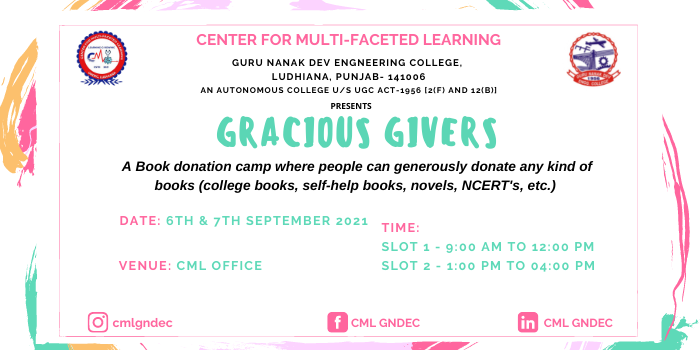 CENTER FOR MULTI-FACETED LEARNING
GURU NANAK DEV ENGNEERING COLLEGE,
LUDHIANA, PUNJAB- 141006
AN AUTONOMOUS COLLEGE U/S UGC ACT-1956 [2(F) AND 12(B)]
PRESENTS
GRACIOUS GIVERS
A Book donation camp where people can generously donate any kind of
books (college books, self-help books, novels, NCERT's, etc.)
DATE: 6TH & 7TH SEPTEMBER 2021
TIME:
SLOT 1 - 9:00 AM TO 12:00 PM
VENUE: CML OFFICE
SLOT 2 - 1:00 PM TO 04:00 PM
cmlgndec
CML GNDEC
CML GNDEC